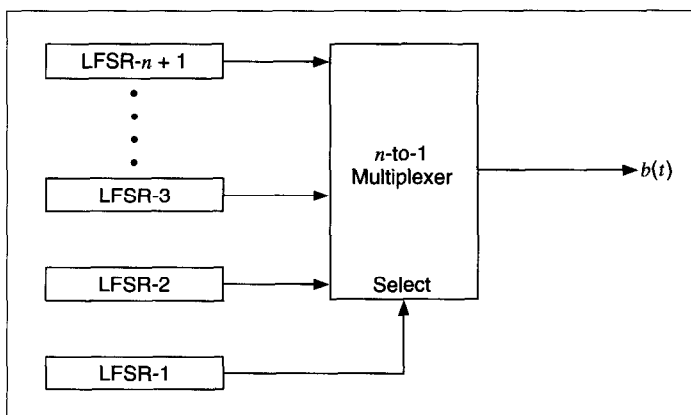 LFSR-n + 1
LFSR-3
LFSR-2
LFSR-1
n-to-1
Multiplexer
Select
b(t)